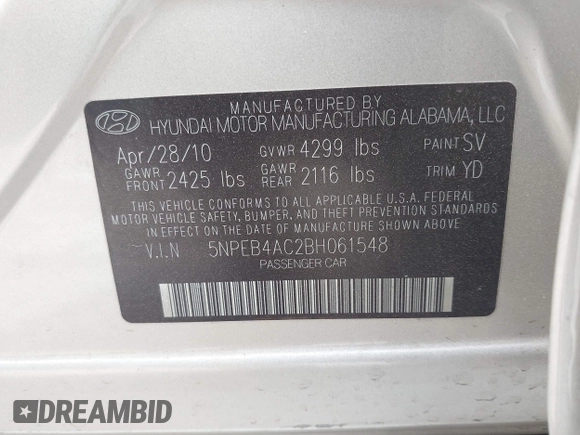 MANUFACTURED BY
HYUNDAI MOTOR MANUFACTURING ALABAMA, LLC
Apr/28/10 GVWR 4299 lbs PAINT SV
GAWR FRONT 2425 lbs GAWR REAR 2116 lbs TRIM YD
THIS VEHICLE CONFORMS TO ALL APPLICABLE U.S.A. FEDERAL
MOTOR VEHICLE SAFETY, BUMPER, AND THEFT PREVENTION
STANDARDS IN EFFECT ON THE DATE OF MANUFACTURE SHOWN ABOVE.
V.I.N 5NPEB4AC2BH061548
PASSENGER CAR
DREAMBID